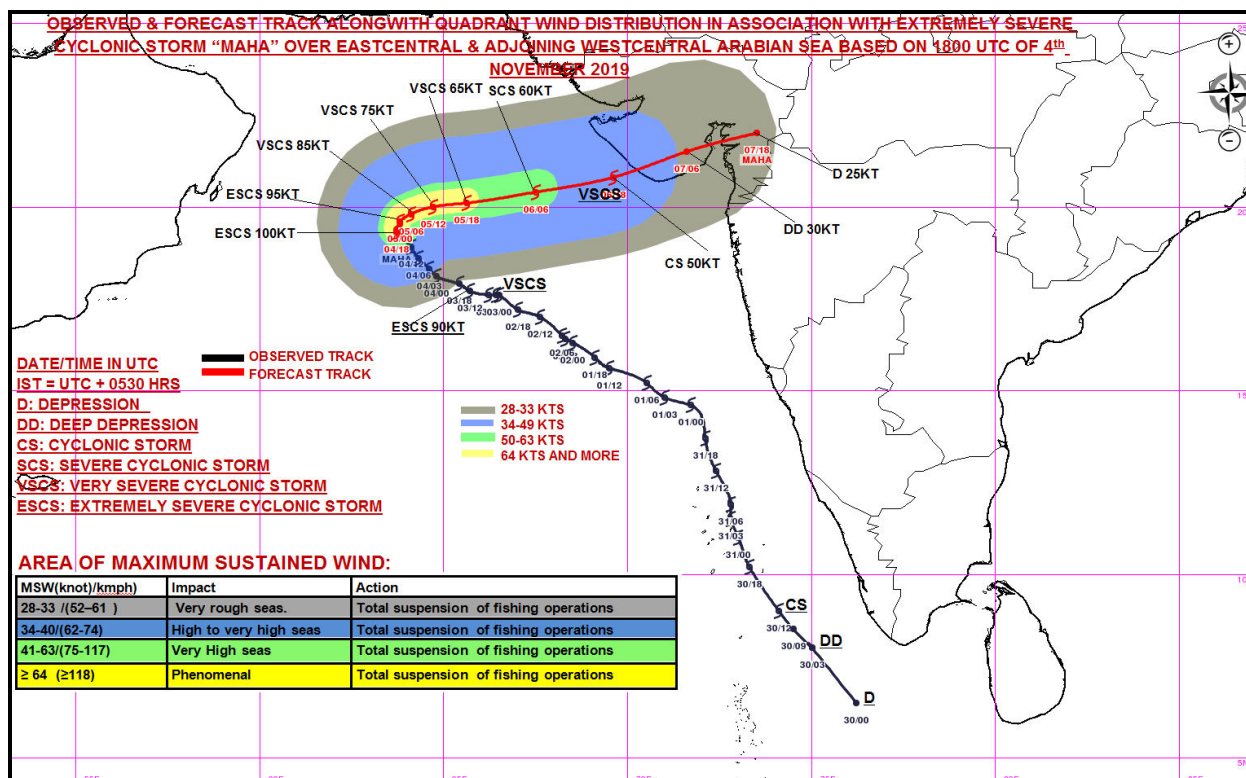 OBSERVED & FORECAST TRACK ALONGWITH QUADRANT WIND DISTRIBUTION IN ASSOCIATION WITH EXTREMELY SEVERE
CYCLONIC STORM “MAHA” OVER EASTCENTRAL & ADJOINING WESTCENTRAL ARABIAN SEA BASED ON 1800 UTC OF 4th
NOVEMBER 2019
VSCS 65KT
SCS 60KT
VSCS 75KT
VSCS 85KT
ESCS 95KT
ESCS 100KT
D 25KT
DD 30KT
CS 50KT
07/18
MAHA
07/06
VSCS
06/06
05/18
05/12
05/06
05/00
04/18
MAHA
04/12
04/06
04/03
04/00
03/18
03/12
03/00
VSCS
ESCS 90KT
02/18
02/12
02/06
02/00
01/18
01/12
01/06
01/03
01/00
31/18
31/12
31/06
31/03
31/00
30/18
CS
30/12
DD
30/09
30/03
D
30/00
20
15
10
5N
OBSERVED TRACK
FORECAST TRACK
DATE/TIME IN UTC
IST = UTC + 0530 HRS
D: DEPRESSION
DD: DEEP DEPRESSION
CS: CYCLONIC STORM
SCS: SEVERE CYCLONIC STORM
VSCS: VERY SEVERE CYCLONIC STORM
ESCS: EXTREMELY SEVERE CYCLONIC STORM
28-33 KTS
34-49 KTS
50-63 KTS
64 KTS AND MORE
AREA OF MAXIMUM SUSTAINED WIND:
MSW(knot)/kmph) Impact Action
28-33 /(52–61 ) Very rough seas. Total suspension of fishing operations
34-40/(62-74) High to very high seas Total suspension of fishing operations
41-63/(75-117) Very High seas Total suspension of fishing operations
≥ 64 (≥118) Phenomenal Total suspension of fishing operations